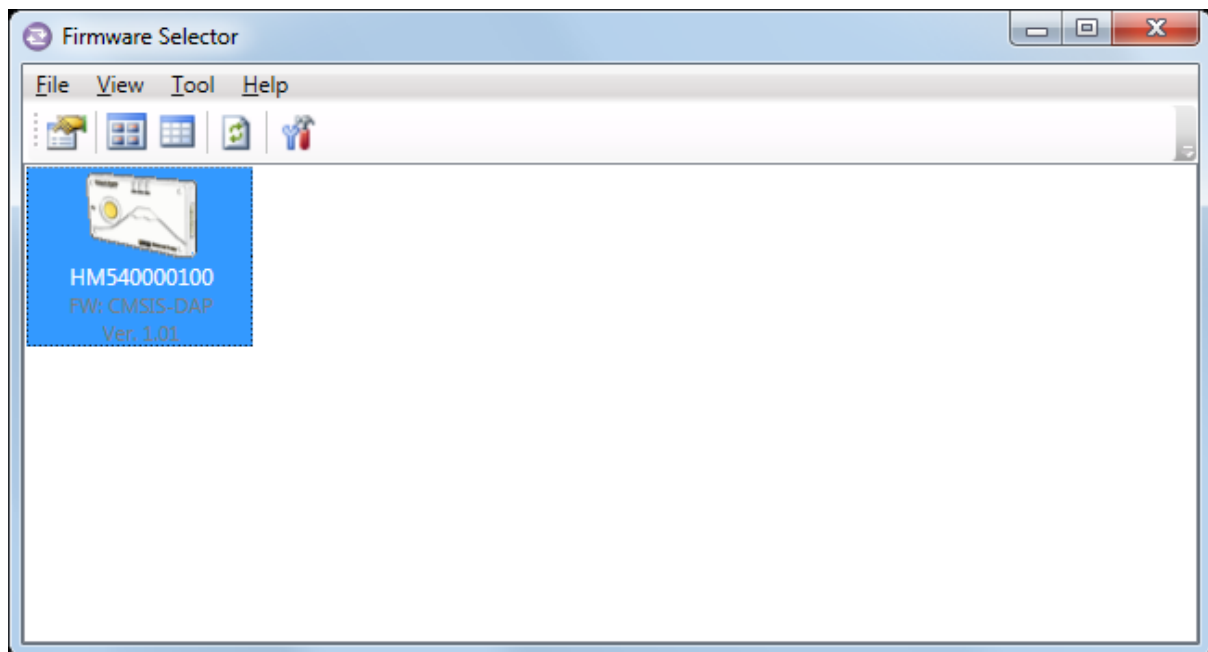 Firmware Selector
File View Tool Help
HM540000100
FW: CMSIS-DAP
Ver. 1.01